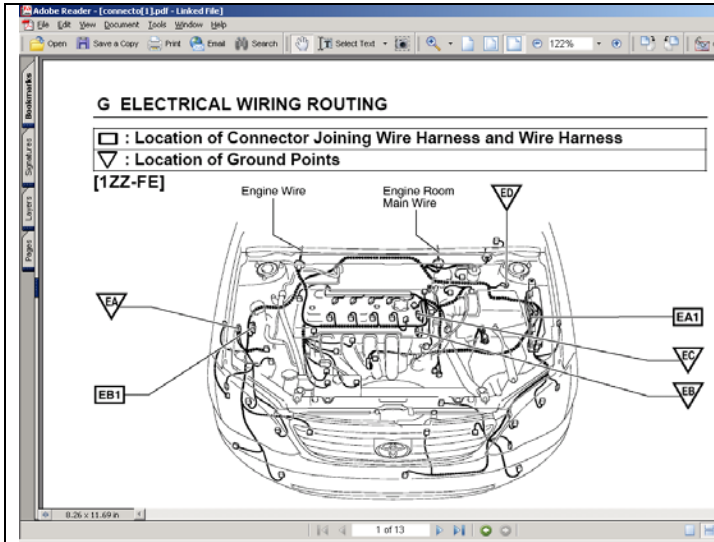 Adobe Reader - [connecto[1].pdf - Linked File]
File Edit View Document Tools Window Help
Open Save a Copy Print Email Search Select Text 122%
Bookmarks
Signatures
Layers
Pages
G ELECTRICAL WIRING ROUTING
: Location of Connector Joining Wire Harness and Wire Harness
: Location of Ground Points
[1ZZ-FE]
Engine Wire
Engine Room
Main Wire
ED
EA
EA1
EC
EB1
EB
8.26 x 11.69 in
1 of 13